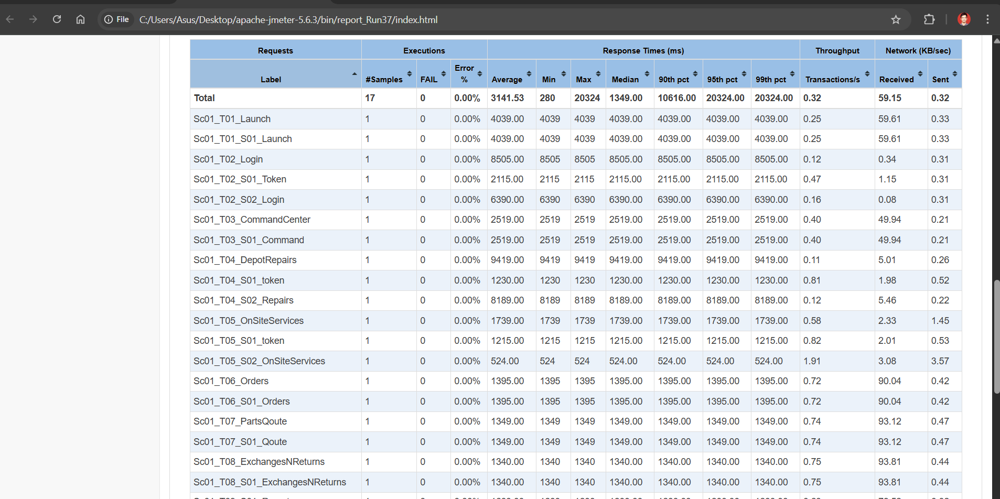 File C:/Users/Asus/Desktop/apache-jmeter-5.6.3/bin/report_Run37/index.html
Requests Executions Response Times (ms) Throughput Network (KB/sec)
Label #Samples FAIL Error % Average Min Max Median 90th pct 95th pct 99th pct Transactions/s Received Sent
Total 17 0 0.00% 3141.53 280 20324 1349.00 10616.00 20324.00 20324.00 0.32 59.15 0.32
Sc01_T01_Launch 1 0 0.00% 4039.00 4039 4039 4039.00 4039.00 4039.00 4039.00 0.25 59.61 0.33
Sc01_T01_S01_Launch 1 0 0.00% 4039.00 4039 4039 4039.00 4039.00 4039.00 4039.00 0.25 59.61 0.33
Sc01_T02_Login 1 0 0.00% 8505.00 8505 8505 8505.00 8505.00 8505.00 8505.00 0.12 0.34 0.31
Sc01_T02_S01_Token 1 0 0.00% 2115.00 2115 2115 2115.00 2115.00 2115.00 2115.00 0.47 1.15 0.31
Sc01_T02_S02_Login 1 0 0.00% 6390.00 6390 6390 6390.00 6390.00 6390.00 6390.00 0.16 0.08 0.31
Sc01_T03_CommandCenter 1 0 0.00% 2519.00 2519 2519 2519.00 2519.00 2519.00 2519.00 0.40 49.94 0.21
Sc01_T03_S01_Command 1 0 0.00% 2519.00 2519 2519 2519.00 2519.00 2519.00 2519.00 0.40 49.94 0.21
Sc01_T04_DepotRepairs 1 0 0.00% 9419.00 9419 9419 9419.00 9419.00 9419.00 9419.00 0.11 5.01 0.26
Sc01_T04_S01_token 1 0 0.00% 1230.00 1230 1230 1230.00 1230.00 1230.00 1230.00 0.81 1.98 0.52
Sc01_T04_S02_Repairs 1 0 0.00% 8189.00 8189 8189 8189.00 8189.00 8189.00 8189.00 0.12 5.46 0.22
Sc01_T05_OnSiteServices 1 0 0.00% 1739.00 1739 1739 1739.00 1739.00 1739.00 1739.00 0.58 2.33 1.45
Sc01_T05_S01_token 1 0 0.00% 1215.00 1215 1215 1215.00 1215.00 1215.00 1215.00 0.82 2.01 0.53
Sc01_T05_S02_OnSiteServices 1 0 0.00% 524.00 524 524 524.00 524.00 524.00 524.00 1.91 3.08 3.57
Sc01_T06_Orders 1 0 0.00% 1395.00 1395 1395 1395.00 1395.00 1395.00 1395.00 0.72 90.04 0.42
Sc01_T06_S01_Orders 1 0 0.00% 1395.00 1395 1395 1395.00 1395.00 1395.00 1395.00 0.72 90.04 0.42
Sc01_T07_PartsQoute 1 0 0.00% 1349.00 1349 1349 1349.00 1349.00 1349.00 1349.00 0.74 93.12 0.47
Sc01_T07_S01_Qoute 1 0 0.00% 1349.00 1349 1349 1349.00 1349.00 1349.00 1349.00 0.74 93.12 0.47
Sc01_T08_ExchangesNReturns 1 0 0.00% 1340.00 1340 1340 1340.00 1340.00 1340.00 1340.00 0.75 93.81 0.44
Sc01_T08_S01_ExchangesNReturns 1 0 0.00% 1340.00 1340 1340 1340.00 1340.00 1340.00 1340.00 0.75 93.81 0.44